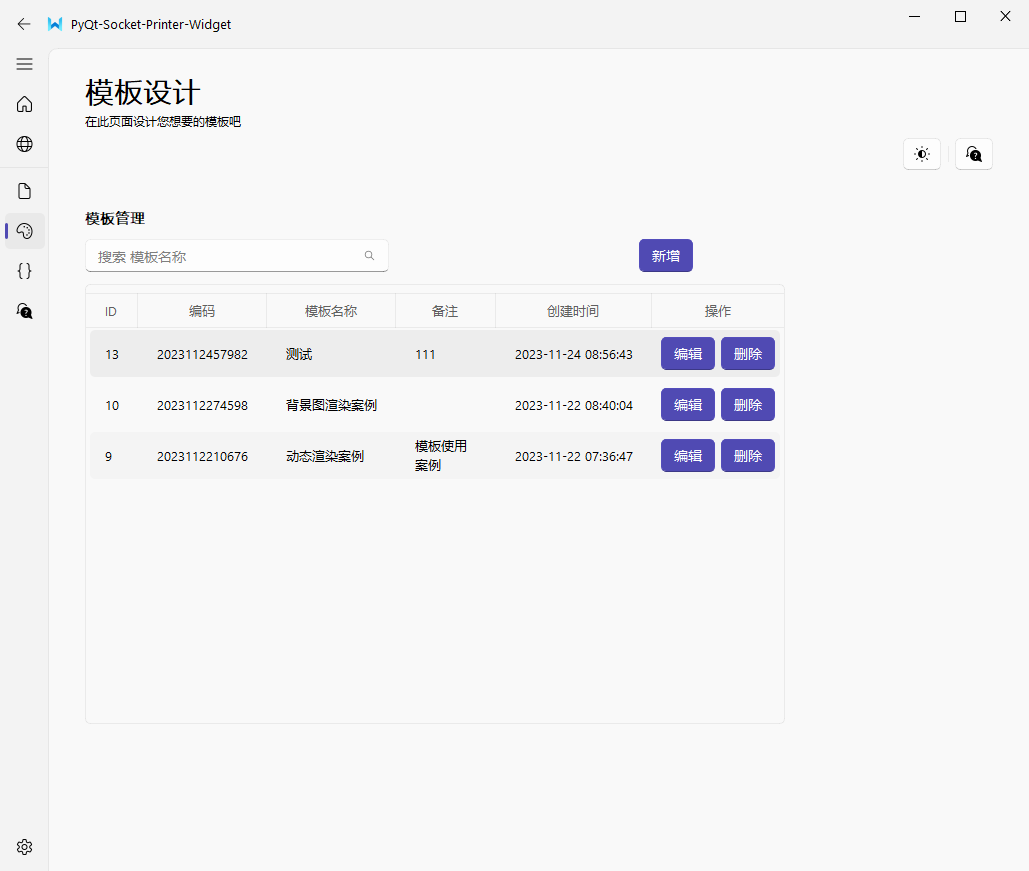 PyQt-Socket-Printer-Widget
模板设计
在此页面设计您想要的模板吧
模板管理
搜索 模板名称
新增
ID 编码 模板名称 备注 创建时间 操作
13 2023112457982 测试 111 2023-11-24 08:56:43 编辑 删除
10 2023112274598 背景图渲染案例 2023-11-22 08:40:04 编辑 删除
9 2023112210676 动态渲染案例 模板使用 2023-11-22 07:36:47 编辑 删除
案例